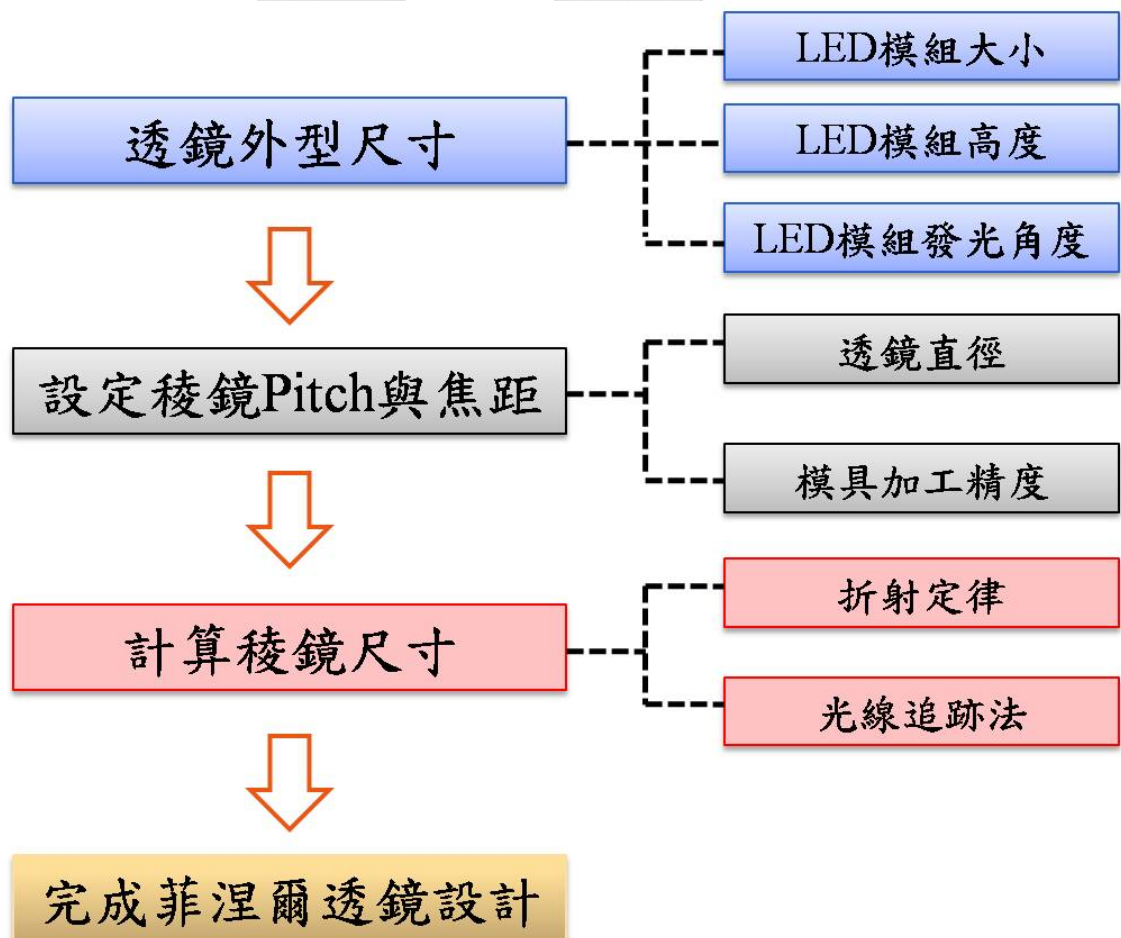 透鏡外型尺寸
LED模組大小
LED模組高度
LED模組發光角度
設定稜鏡Pitch與焦距
透鏡直徑
模具加工精度
計算稜鏡尺寸
折射定律
光線追跡法
完成菲涅爾透鏡設計